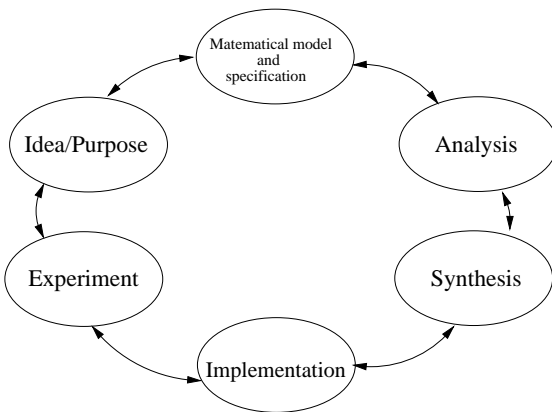 Matematical model
and
specification
Idea/Purpose
Analysis
Experiment
Synthesis
Implementation